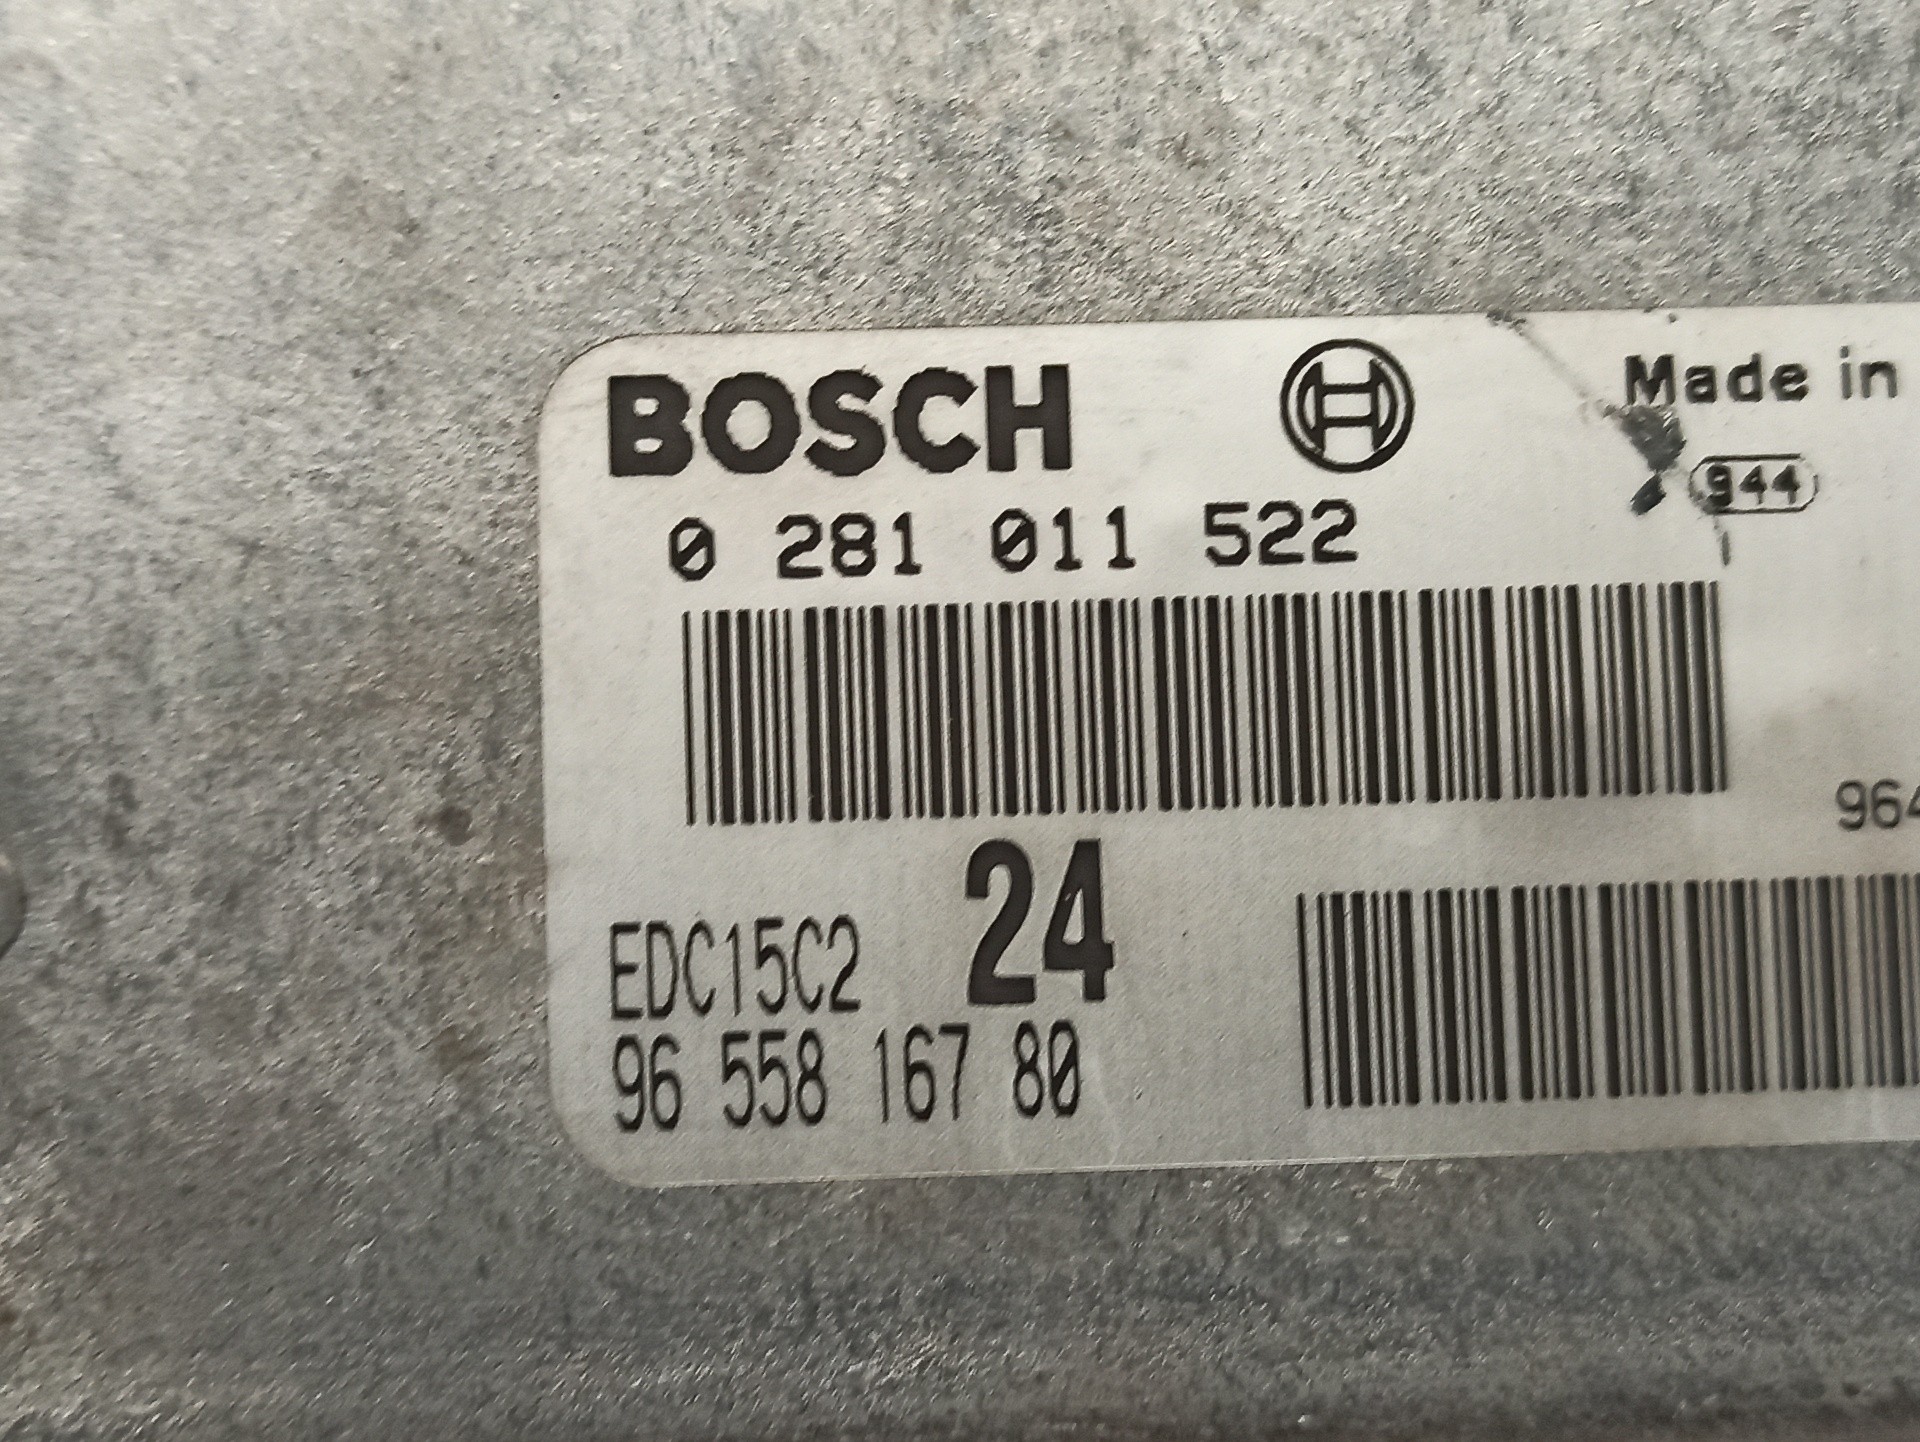 BOSCH
Made in
944
0 281 011 522
964
EDC15C2 24
96 558 167 80